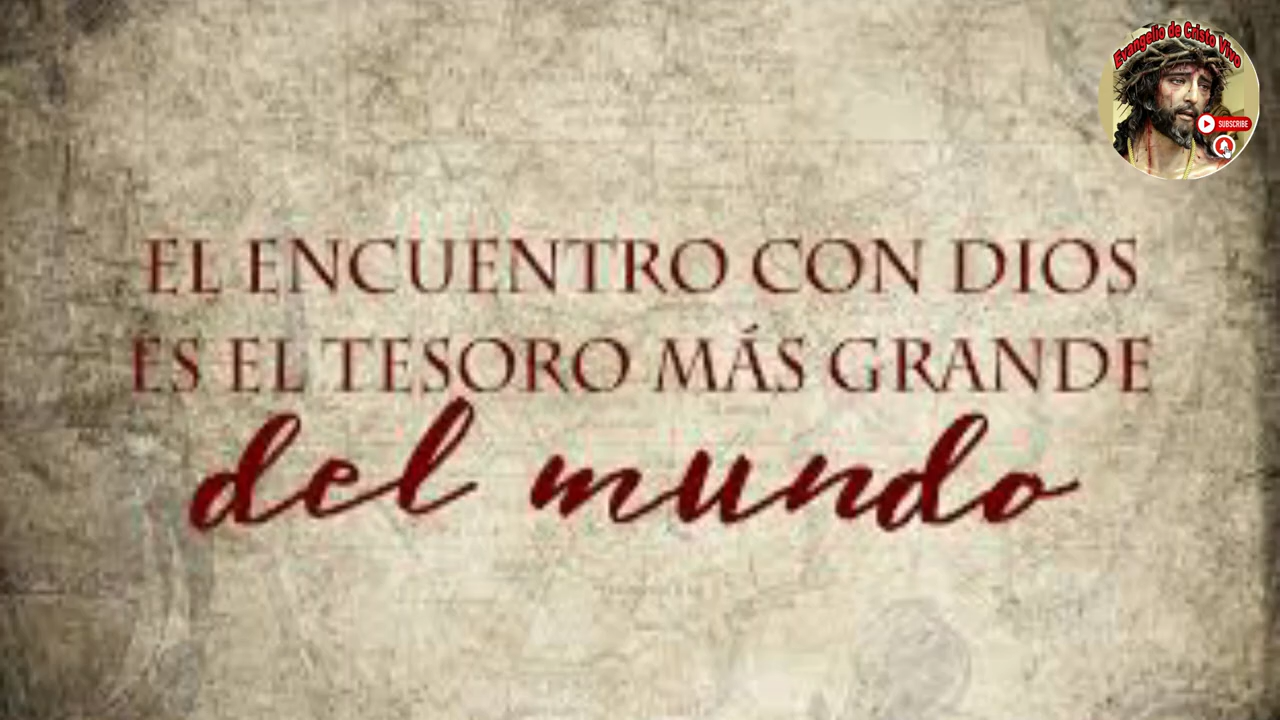 Evangelio de Cristo Vivo
SUBSCRIBE
EL ENCUENTRO CON DIOS
ES EL TESORO MÁS GRANDE
del mundo